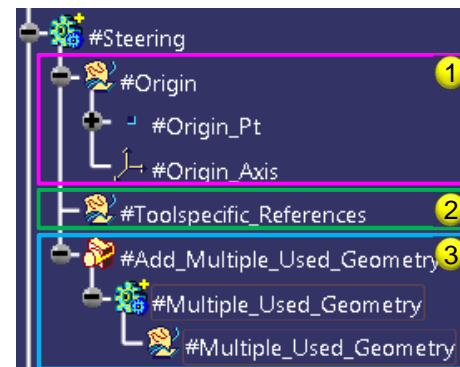 #Steering
#Origin 1
#Origin_Pt
#Origin_Axis
#Toolspecific_References 2
#Add_Multiple_Used_Geometry 3
#Multiple_Used_Geometry
#Multiple_Used_Geometry